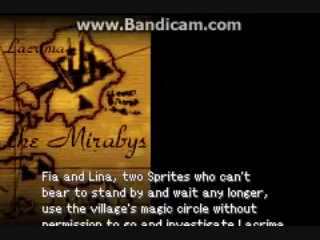 www.Bandicam.com
Lacrima
the Mirabys
Fia and Lina, two Sprites who can't
bear to stand by and wait any longer,
use the village's magic circle without
permission to go and investigate Lacrima